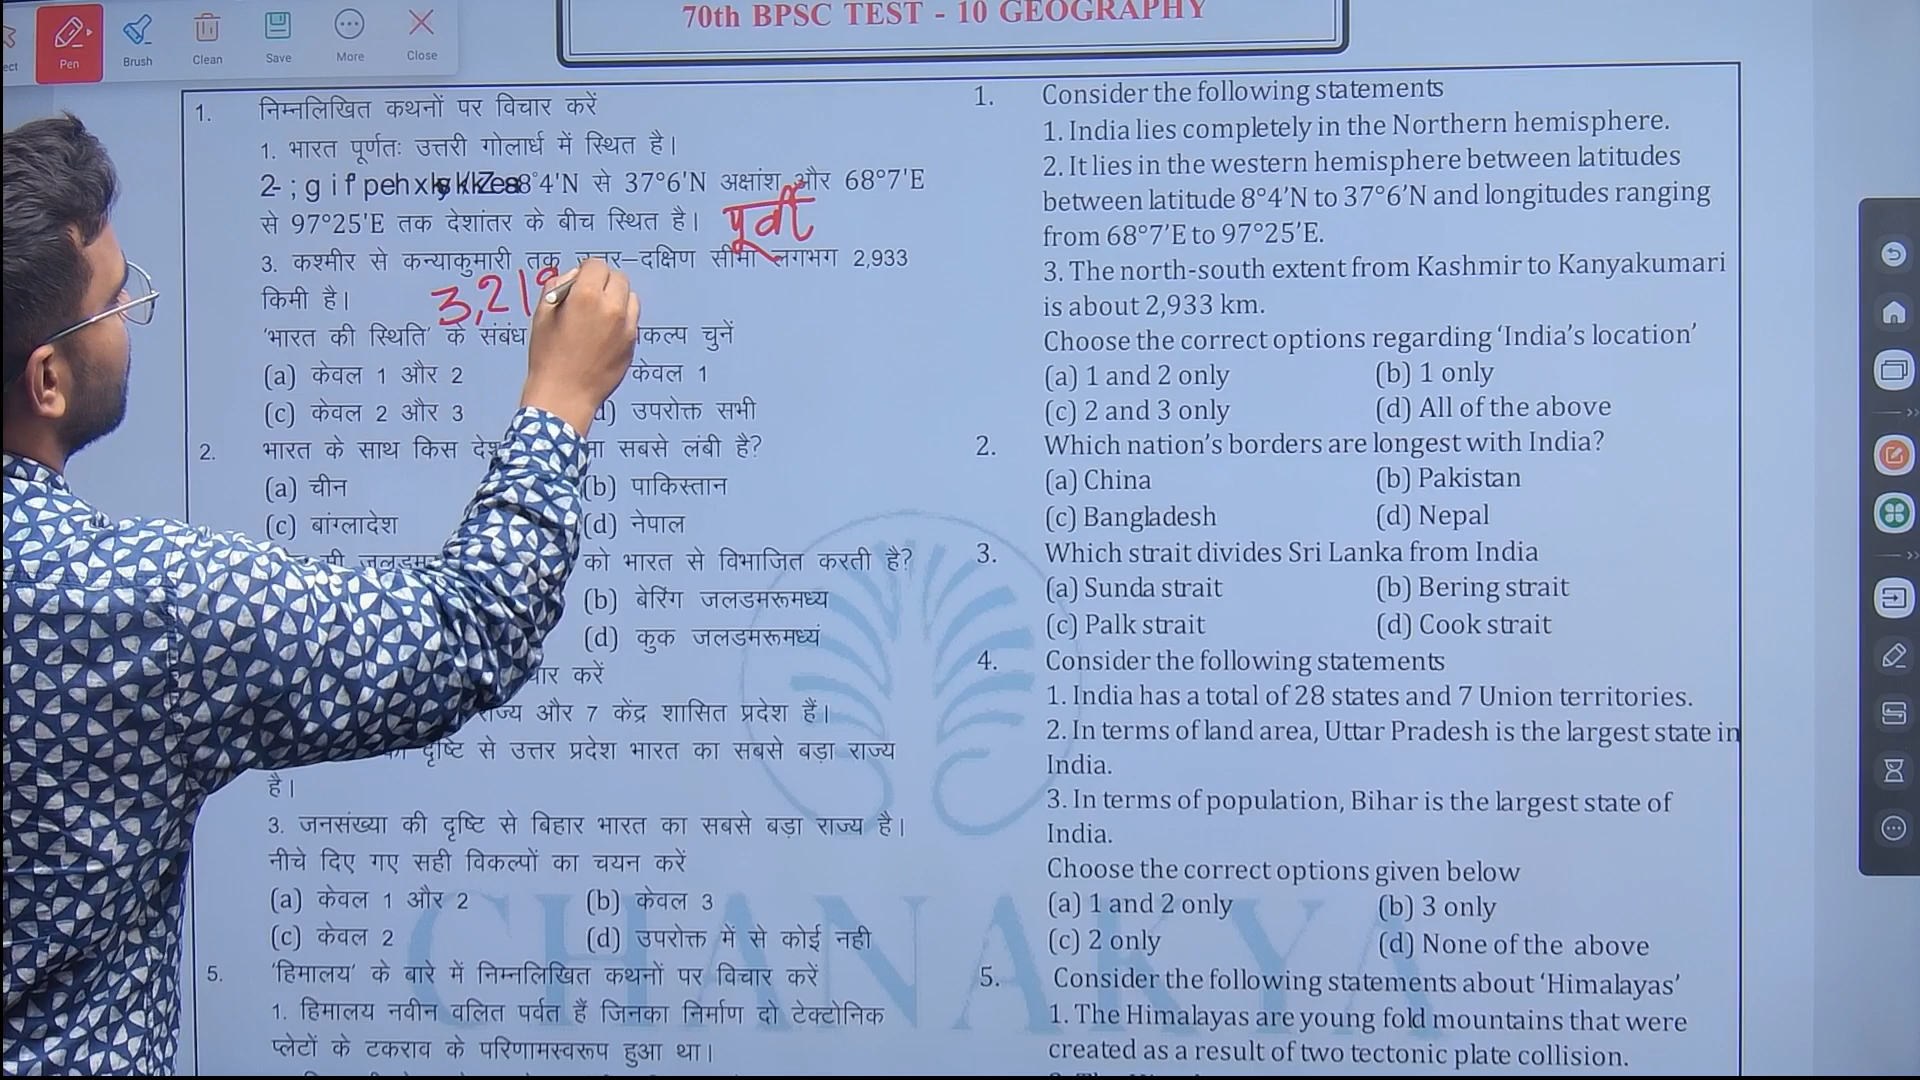 Pen
Brush
Clean
Save
More
Close
70th BPSC TEST - 10 GEOGRAPHY
1. निम्नलिखित कथनों पर विचार करें
1. भारत पूर्णतः उत्तरी गोलार्ध में स्थित है।
8°4'N से 37°6'N अक्षांश और 68°7'E
से 97°25'E तक देशांतर के बीच स्थित है।
पूर्वी
3. कश्मीर से कन्याकुमारी तक उत्तर–दक्षिण सीमा लगभग 2,933
किमी है।
3,21
'भारत की स्थिति' के संबंध
(a) केवल 1 और 2 केवल 1
(c) केवल 2 और 3 (d) उपरोक्त सभी
2. भारत के साथ किस सबसे लंबी है?
(a) चीन (b) पाकिस्तान
(c) बांग्लादेश (d) नेपाल
को भारत से विभाजित करती है?
(b) बेरिंग जलडमरूमध्य
(d) कुक जलडमरूमध्यं
करें
और 7 केंद्र शासित प्रदेश हैं।
दृष्टि से उत्तर प्रदेश भारत का सबसे बड़ा राज्य
है।
3. जनसंख्या की दृष्टि से बिहार भारत का सबसे बड़ा राज्य है।
नीचे दिए गए सही विकल्पों का चयन करें
(a) केवल 1 और 2 (b) केवल 3
(c) केवल 2 (d) उपरोक्त में से कोई नही
5. 'हिमालय' के बारे में निम्नलिखित कथनों पर विचार करें
1. हिमालय नवीन वलित पर्वत हैं जिनका निर्माण दो टेक्टोनिक
प्लेटों के टकराव के परिणामस्वरूप हुआ था।
1. Consider the following statements
1. India lies completely in the Northern hemisphere.
2. It lies in the western hemisphere between latitudes
between latitude 8°4'N to 37°6'N and longitudes ranging
from 68°7'E to 97°25'E.
3. The north-south extent from Kashmir to Kanyakumari
is about 2,933 km.
Choose the correct options regarding 'India's location'
(a) 1 and 2 only (b) 1 only
(c) 2 and 3 only (d) All of the above
2. Which nation's borders are longest with India?
(a) China (b) Pakistan
(c) Bangladesh (d) Nepal
3. Which strait divides Sri Lanka from India
(a) Sunda strait (b) Bering strait
(c) Palk strait (d) Cook strait
4. Consider the following statements
1. India has a total of 28 states and 7 Union territories.
2. In terms of land area, Uttar Pradesh is the largest state in
India.
3. In terms of population, Bihar is the largest state of
India.
Choose the correct options given below
(a) 1 and 2 only (b) 3 only
(c) 2 only (d) None of the above
5. Consider the following statements about 'Himalayas'
1. The Himalayas are young fold mountains that were
created as a result of two tectonic plate collision.
CHANAKYA